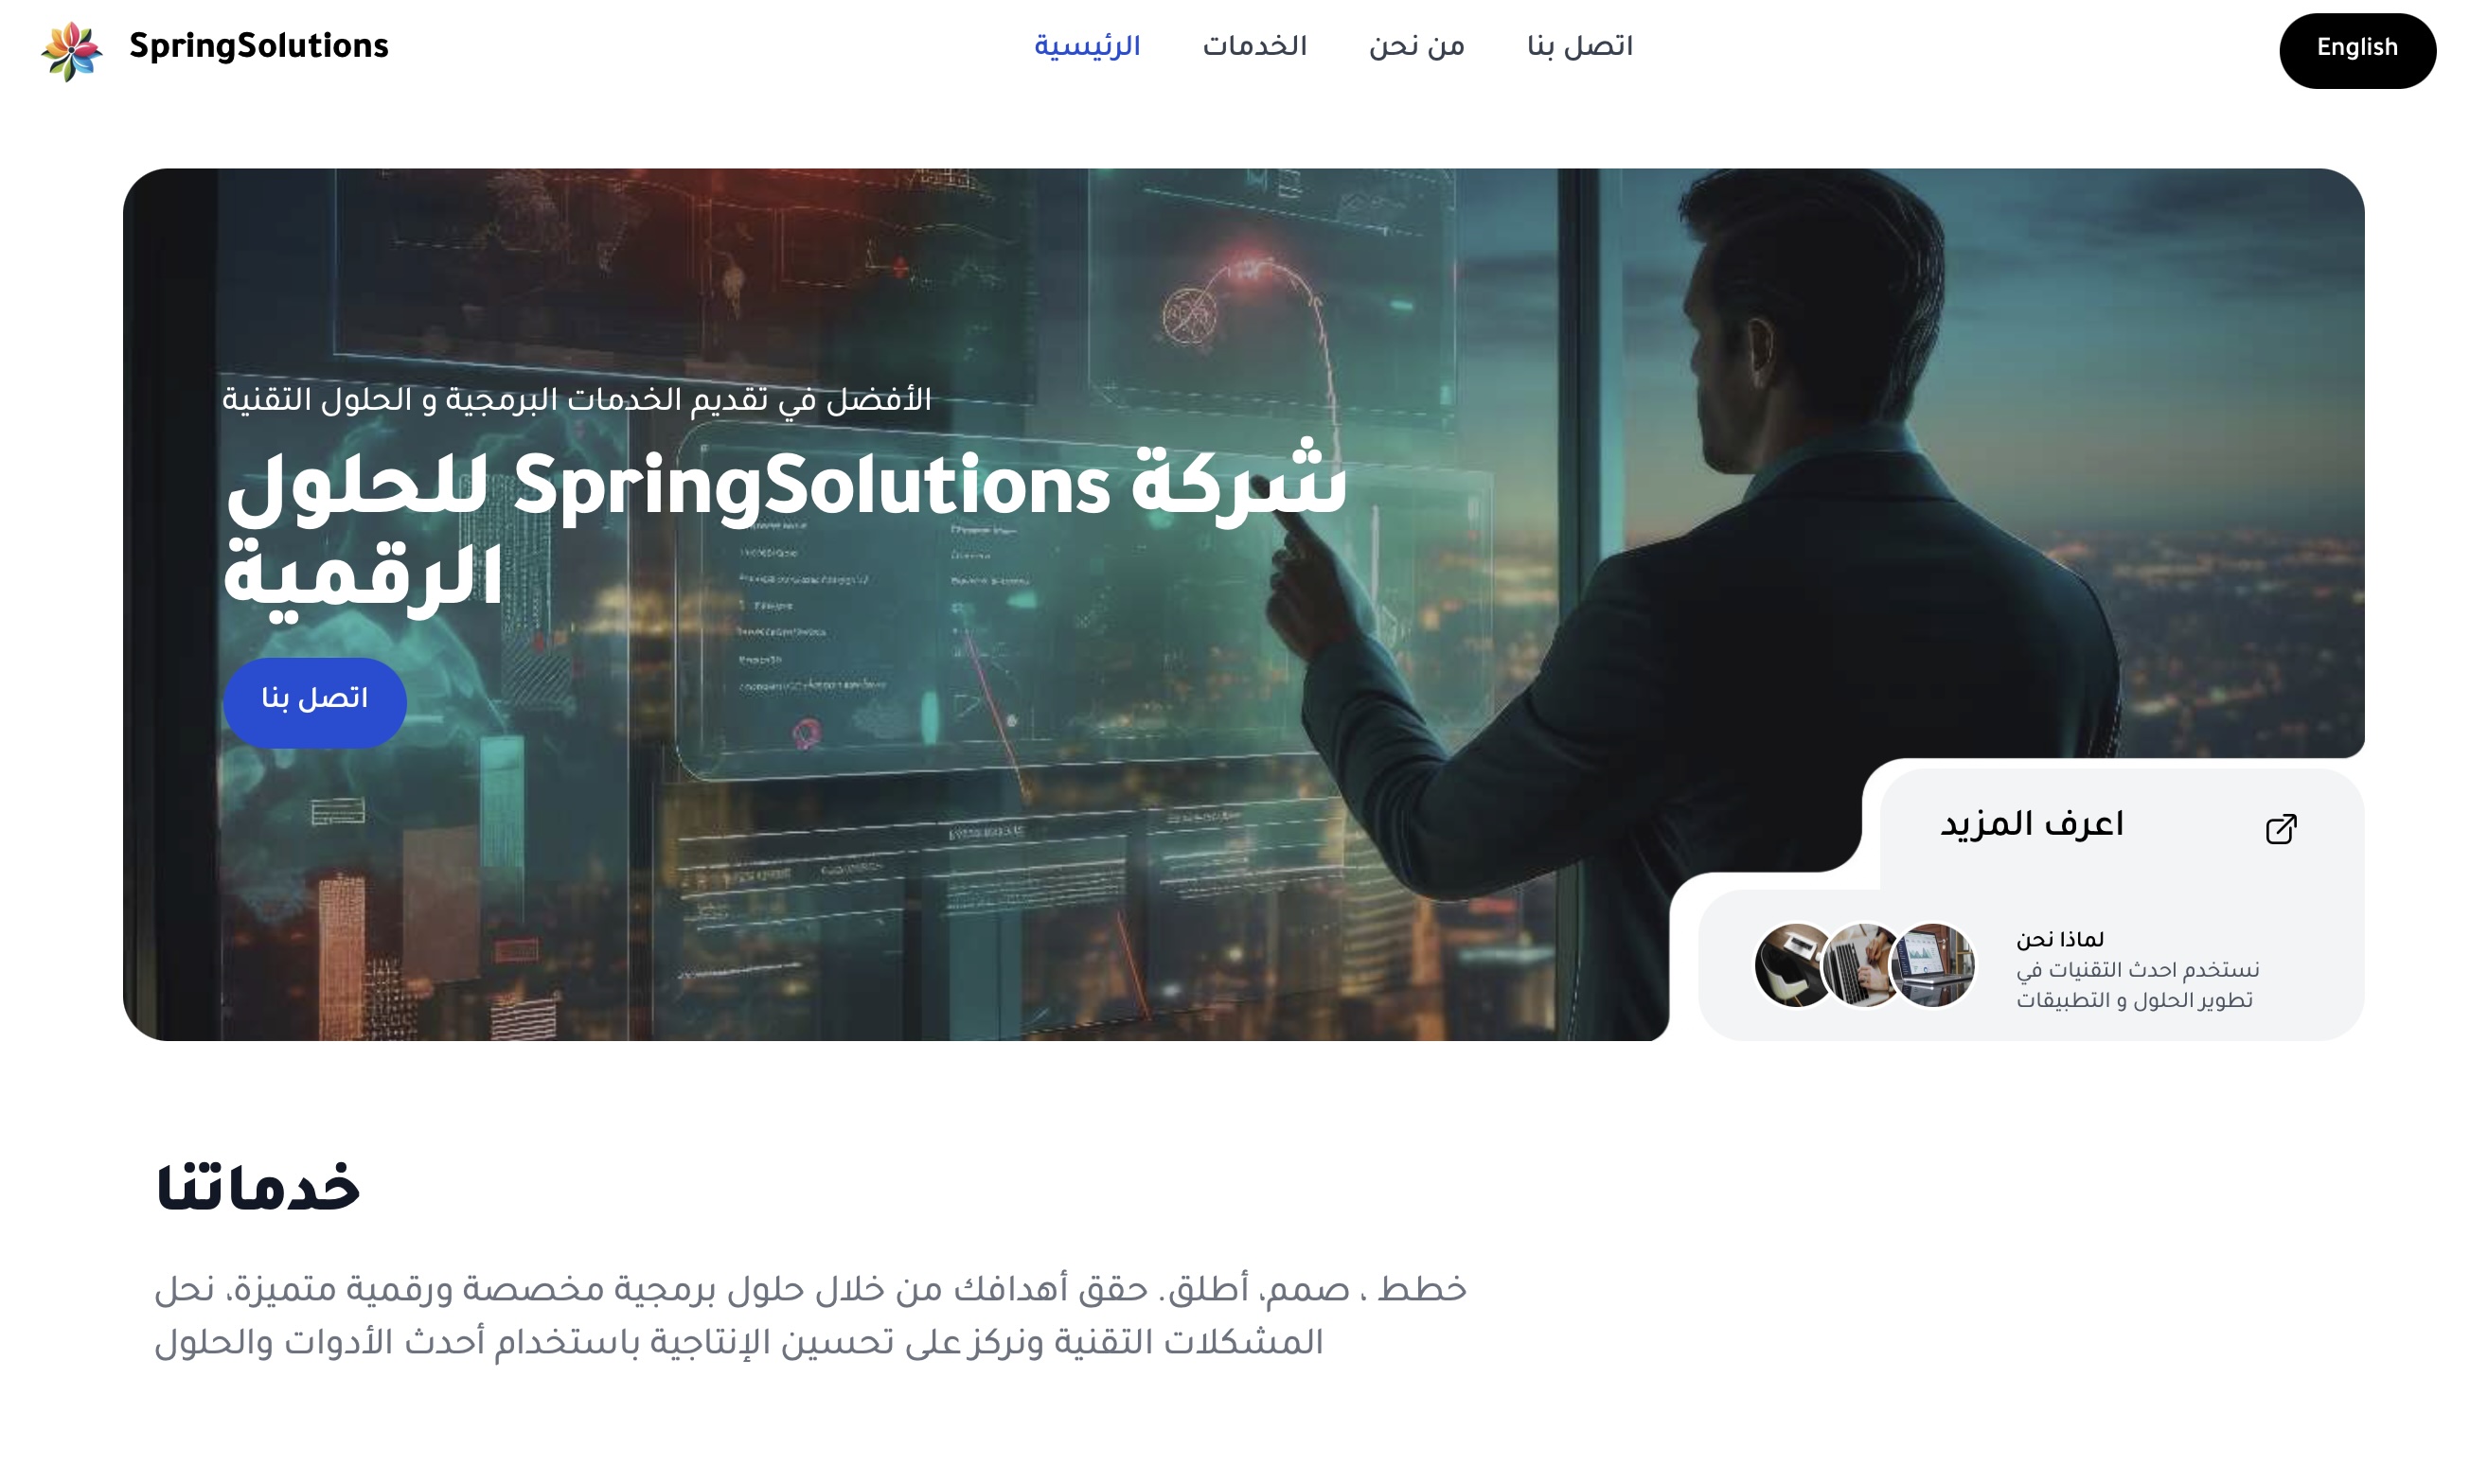 SpringSolutions
الرئيسية
الخدمات
من نحن
اتصل بنا
English
الأفضل في تقديم الخدمات البرمجية و الحلول التقنية
شركة SpringSolutions للحلول
الرقمية
اتصل بنا
اعرف المزيد
لماذا نحن
نستخدم احدث التقنيات في
تطوير الحلول و التطبيقات
خدماتنا
خطط ، صمم، أطلق. حقق أهدافك من خلال حلول برمجية مخصصة ورقمية متميزة، نحل
المشكلات التقنية ونركز على تحسين الإنتاجية باستخدام أحدث الأدوات والحلول